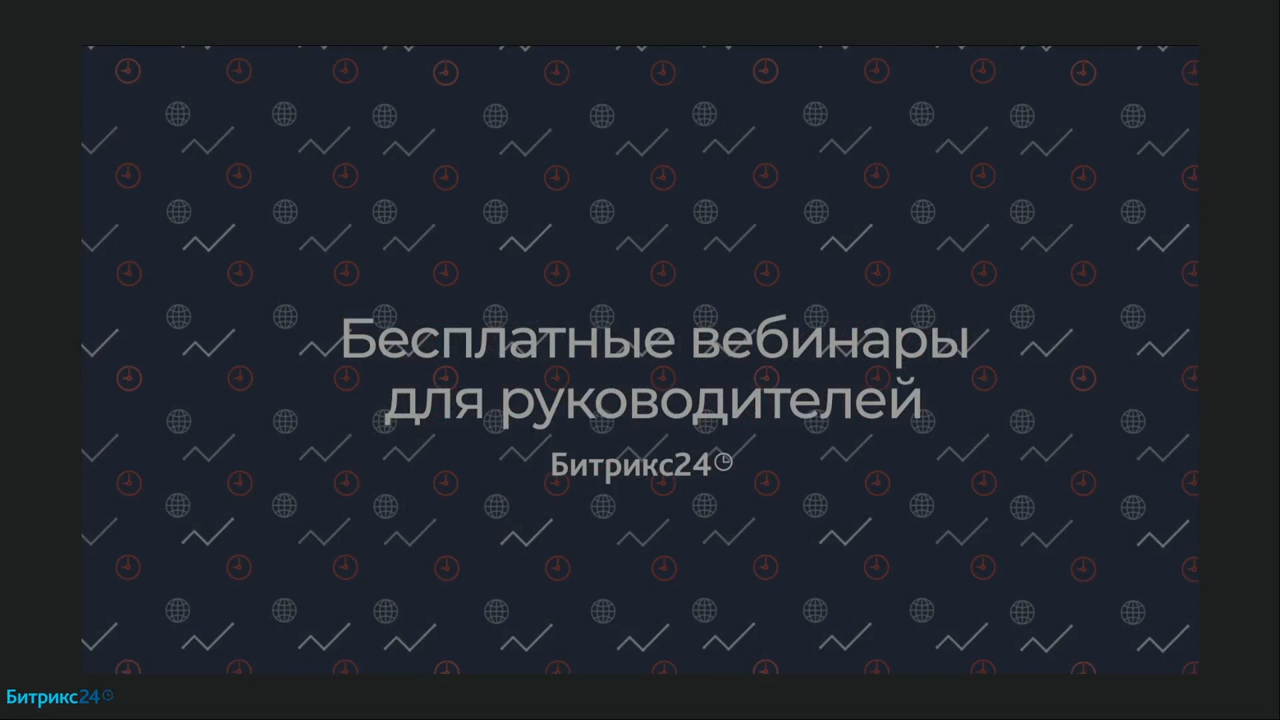 Бесплатные вебинары
для руководителей
Битрикс24
Битрикс24